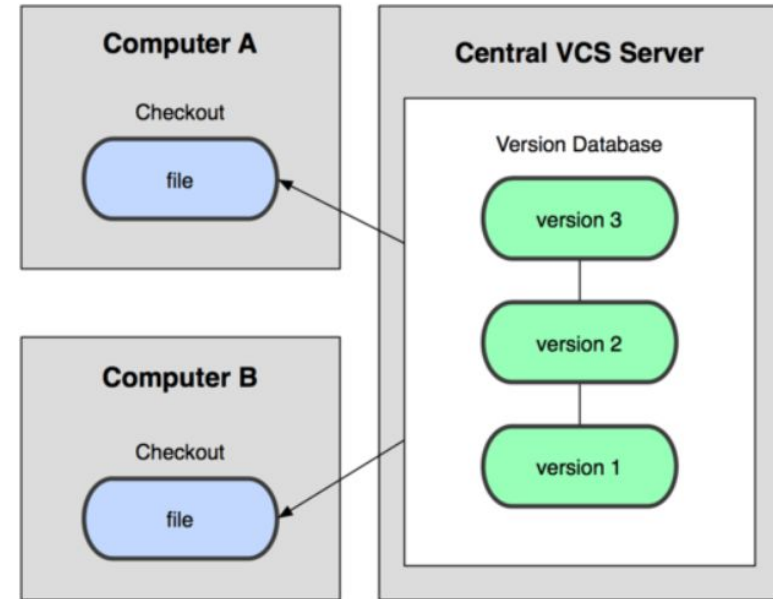 Computer A
Checkout
file
Computer B
Checkout
file
Central VCS Server
Version Database
version 3
version 2
version 1